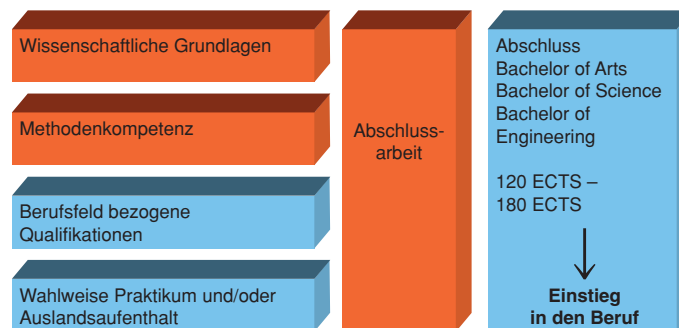 Wissenschaftliche Grundlagen
Methodenkompetenz
Berufsfeld bezogene
Qualifikationen
Wahlweise Praktikum und/oder
Auslandsaufenthalt
Abschluss-
arbeit
Abschluss
Bachelor of Arts
Bachelor of Science
Bachelor of
Engineering
120 ECTS –
180 ECTS
Einstieg
in den Beruf